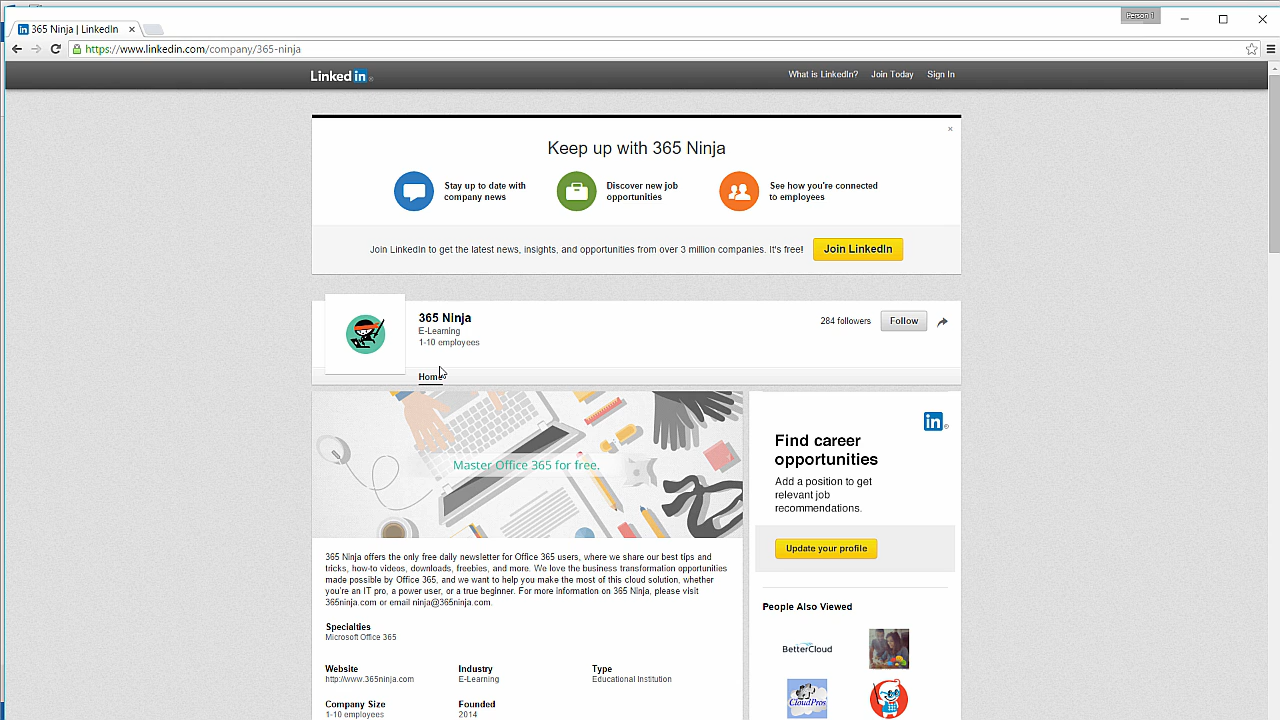 Person 1
365 Ninja | LinkedIn
https://www.linkedin.com/company/365-ninja
Linked in
What is LinkedIn? Join Today Sign In
Keep up with 365 Ninja
Stay up to date with
company news
Discover new job
opportunities
See how you're connected
to employees
Join LinkedIn to get the latest news, insights, and opportunities from over 3 million companies. It's free!
Join LinkedIn
365 Ninja
E-Learning
1-10 employees
284 followers
Follow
Home
Master Office 365 for free.
in
Find career
opportunities
Add a position to get
relevant job
recommendations.
Update your profile
365 Ninja offers the only free daily newsletter for Office 365 users, where we share our best tips and
tricks, how-to videos, downloads, freebies, and more. We love the business transformation opportunities
made possible by Office 365, and we want to help you make the most of this cloud solution, whether
you're an IT pro, a power user, or a true beginner. For more information on 365 Ninja, please visit
365ninja.com or email ninja@365ninja.com.
Specialties
Microsoft Office 365
Website Industry Type
http://www.365ninja.com E-Learning Educational Institution
Company Size Founded
1-10 employees 2014
People Also Viewed
BetterCloud
CloudPros